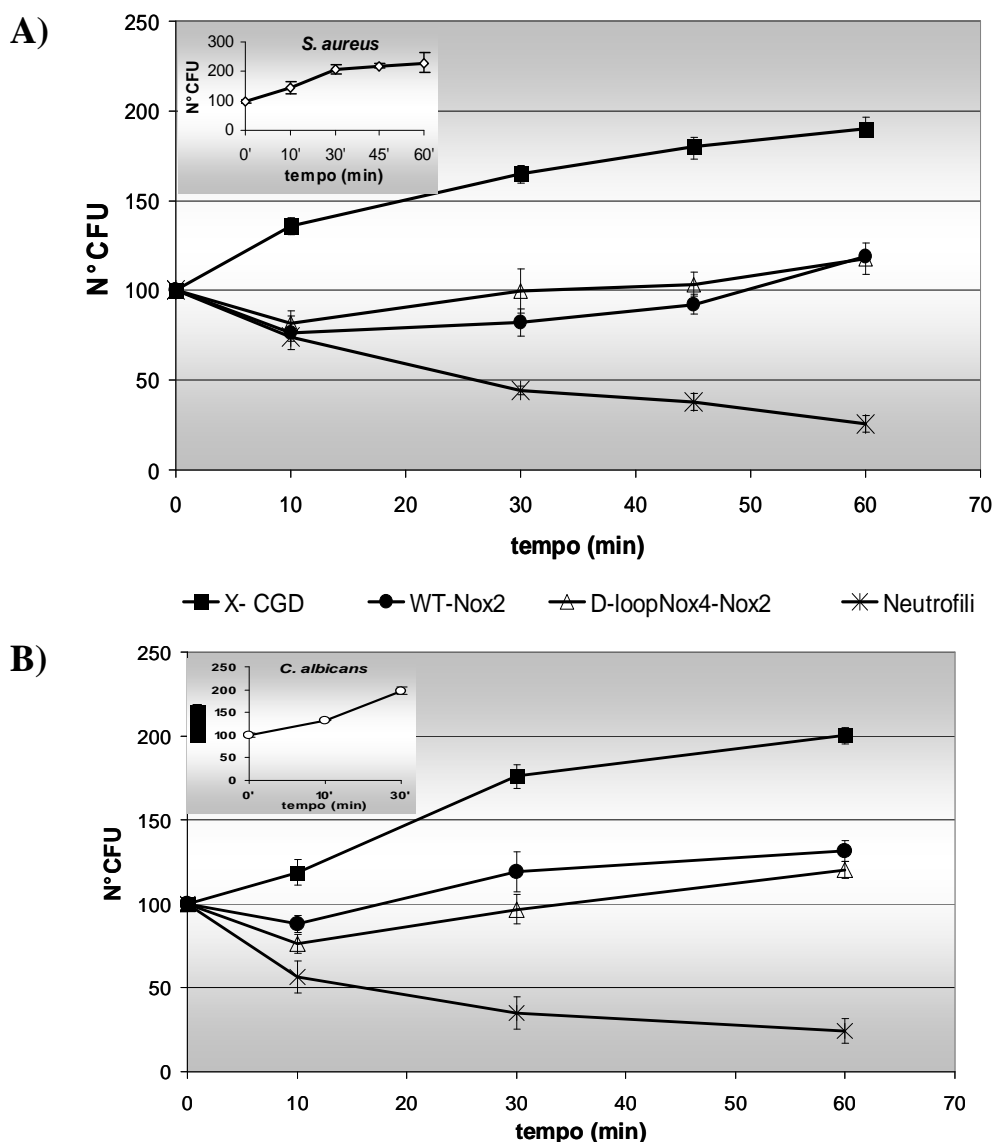 A)
S. aureus
N°CFU
300
200
100
0
0' 10' 30' 45' 60'
tempo (min)
N°CFU
250
200
150
100
50
0
0 10 20 30 40 50 60 70
tempo (min)
X- CGD WT-Nox2 D-loopNox4-Nox2 Neutrofili
B)
C. albicans
250
200
150
100
50
0
0' 10' 30'
tempo (min)
N°CFU
250
200
150
100
50
0
0 10 20 30 40 50 60 70
tempo (min)